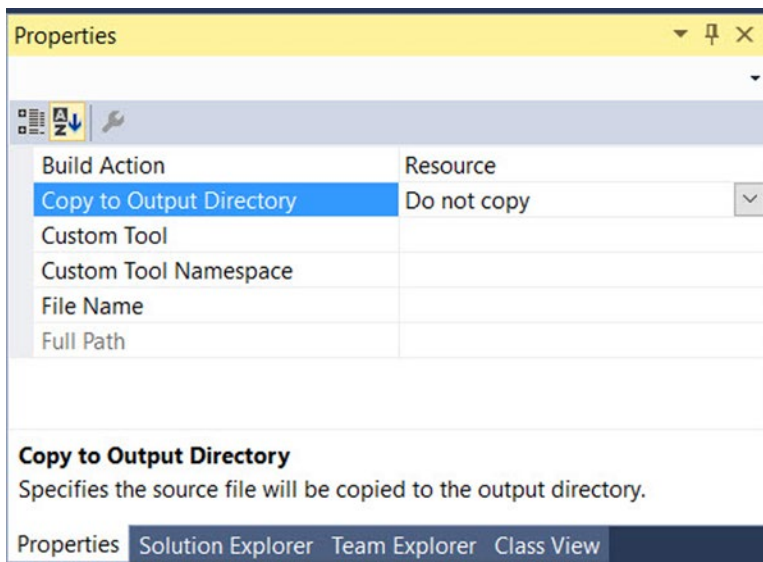 Properties
Build Action Resource
Copy to Output Directory Do not copy
Custom Tool
Custom Tool Namespace
File Name
Full Path
Copy to Output Directory
Specifies the source file will be copied to the output directory.
Properties Solution Explorer Team Explorer Class View